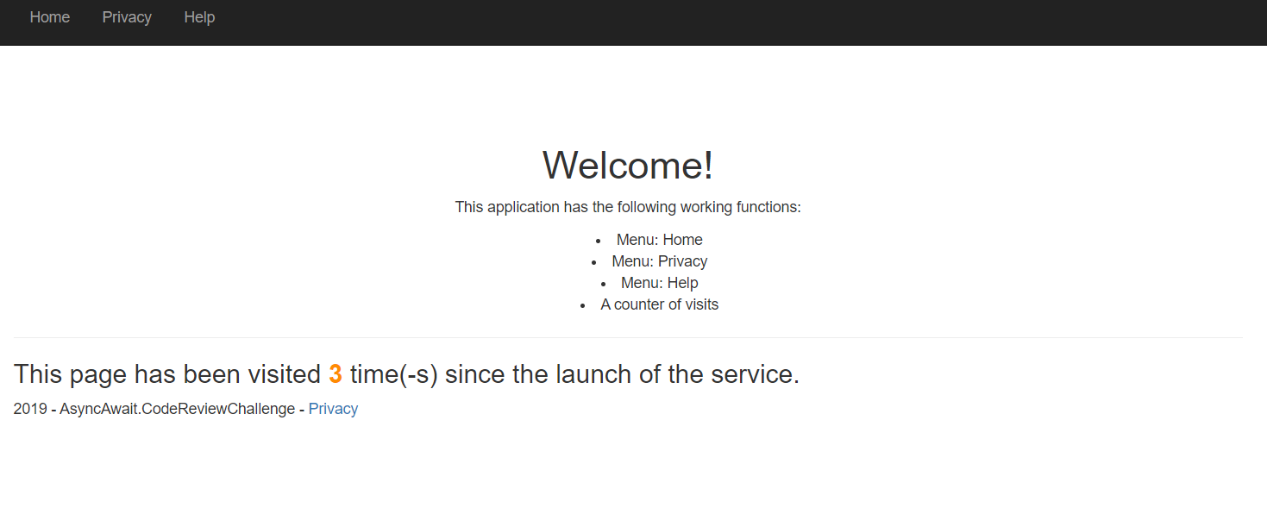 Home Privacy Help
Welcome!
This application has the following working functions:
• Menu: Home
• Menu: Privacy
• Menu: Help
• A counter of visits
This page has been visited 3 time(-s) since the launch of the service.
2019 - AsyncAwait.CodeReviewChallenge - Privacy